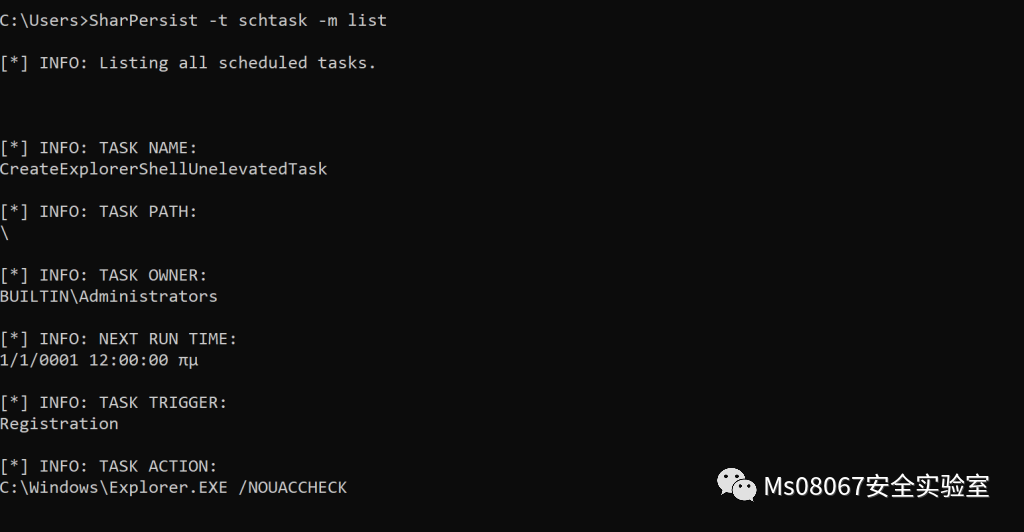 C:\Users>SharPersist -t schtask -m list
[*] INFO: Listing all scheduled tasks.
[*] INFO: TASK NAME:
CreateExplorerShellUnelevatedTask
[*] INFO: TASK PATH:
\
[*] INFO: TASK OWNER:
BUILTIN\Administrators
[*] INFO: NEXT RUN TIME:
1/1/0001 12:00:00 πμ
[*] INFO: TASK TRIGGER:
Registration
[*] INFO: TASK ACTION:
C:\Windows\Explorer.EXE /NOUACCHECK
Ms08067安全实验室